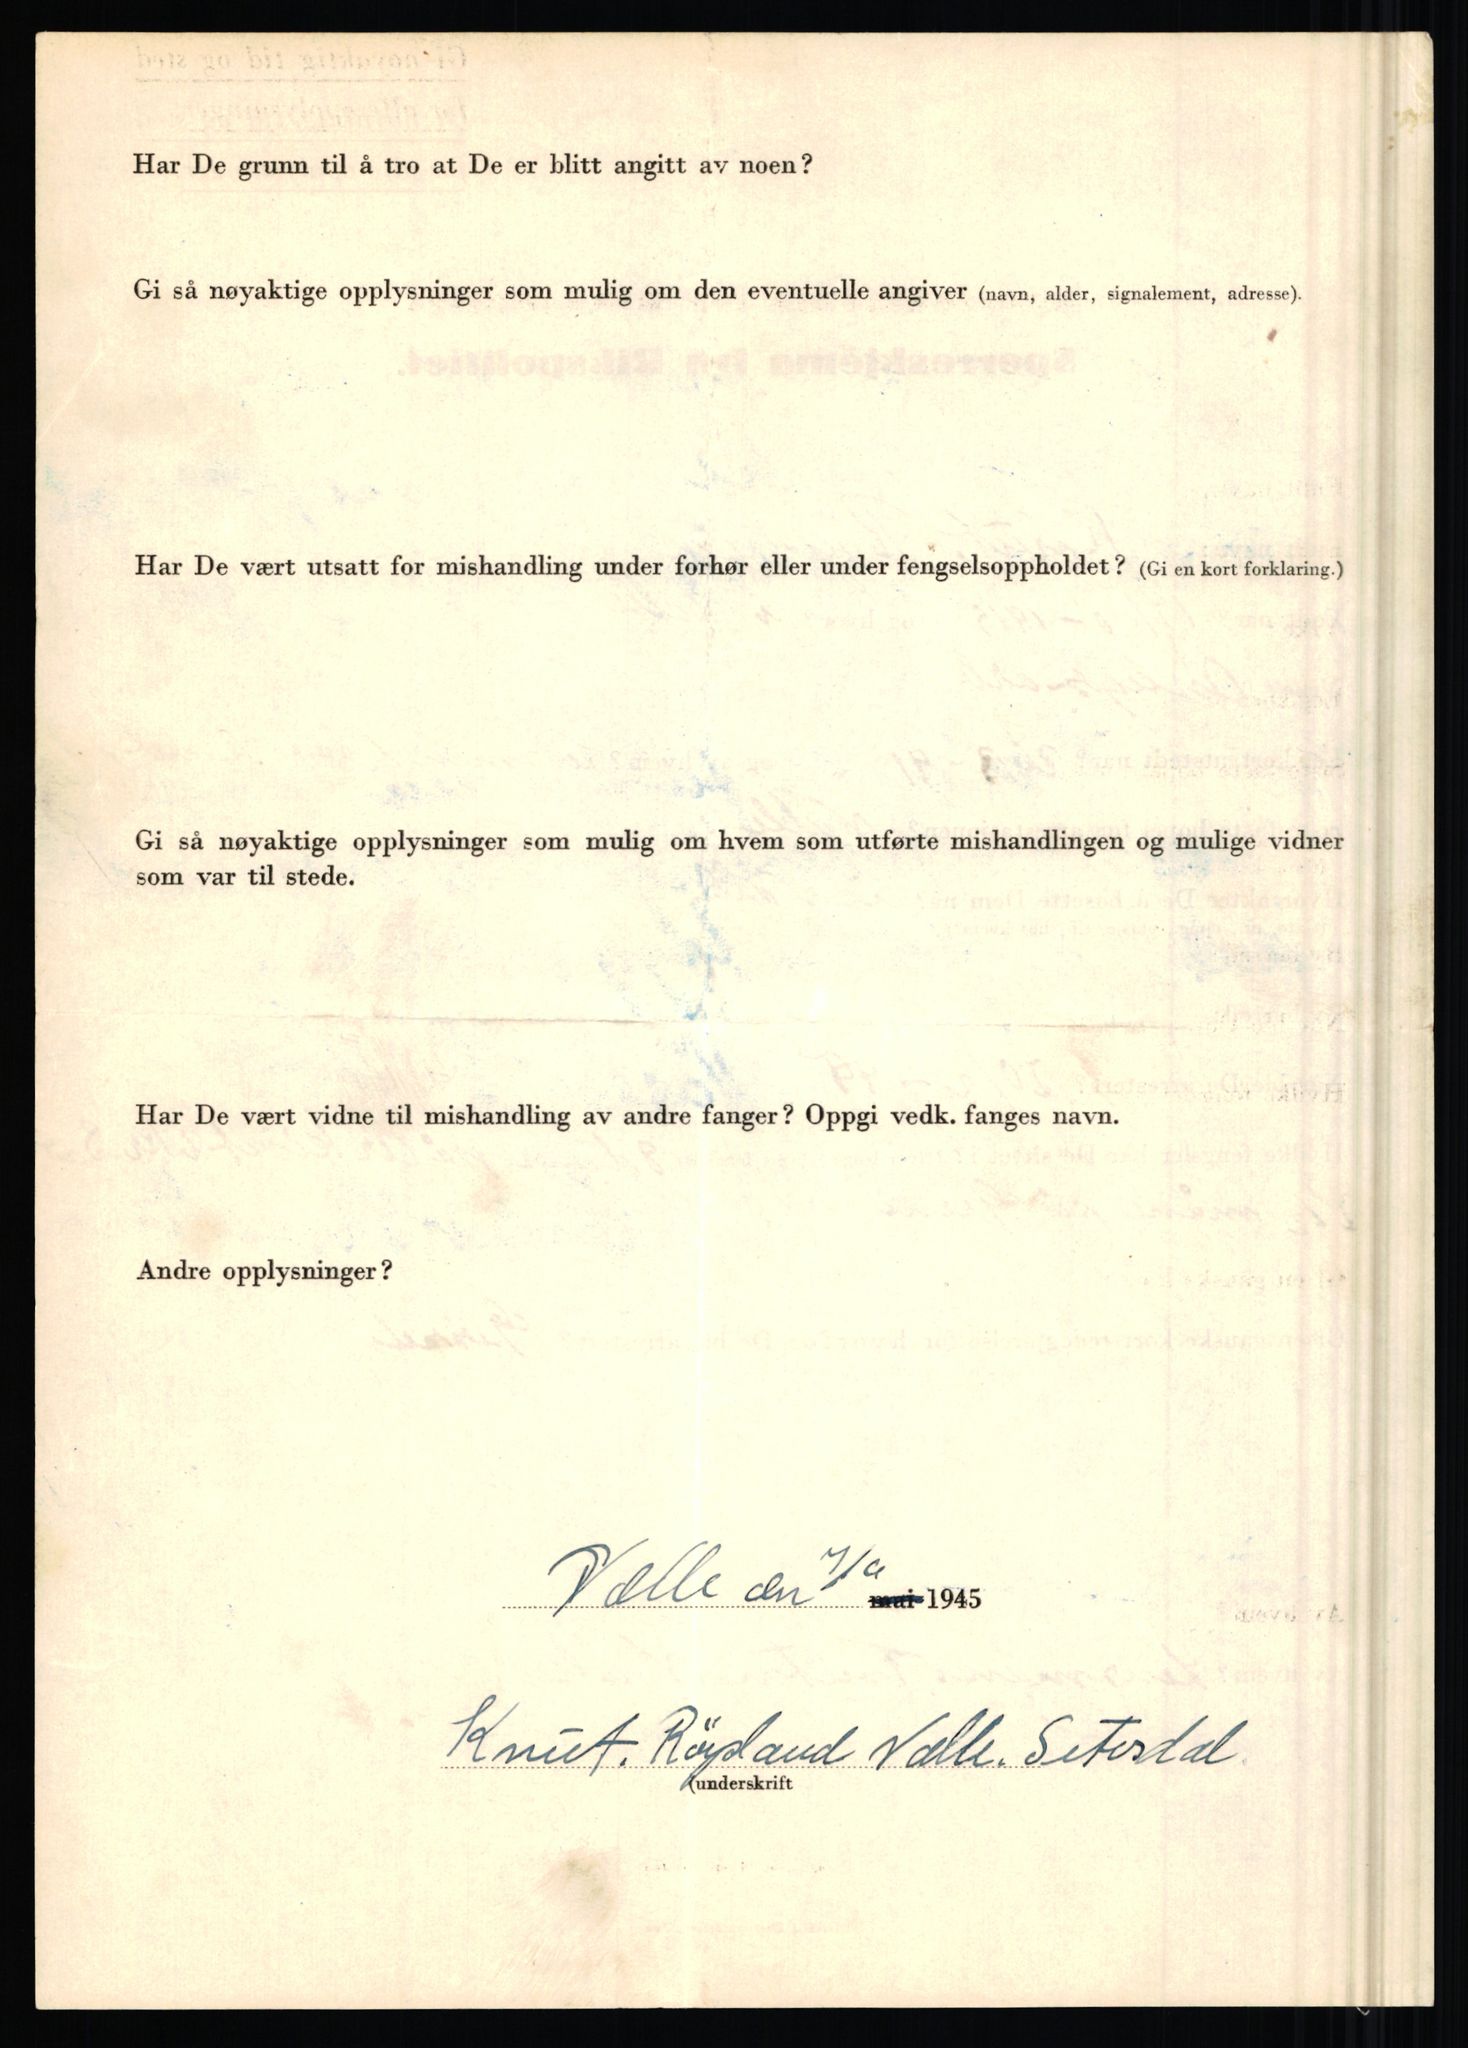 Har De grunn til å tro at De er blitt angitt av noen?
Gi så nøyaktige opplysninger som mulig om den eventuelle angiver (navn, alder, signalement, adresse).
Har De vært utsatt for mishandling under forhør eller under fengselsoppholdet? (Gi en kort forklaring.)
Gi så nøyaktige opplysninger som mulig om hvem som utførte mishandlingen og mulige vidner
som var til stede.
Har De vært vidne til mishandling av andre fanger? Oppgi vedk. fanges navn.
Andre opplysninger?
Valle den mai 1945
Knut. Röysland Valle. Setesdal.
(underskrift